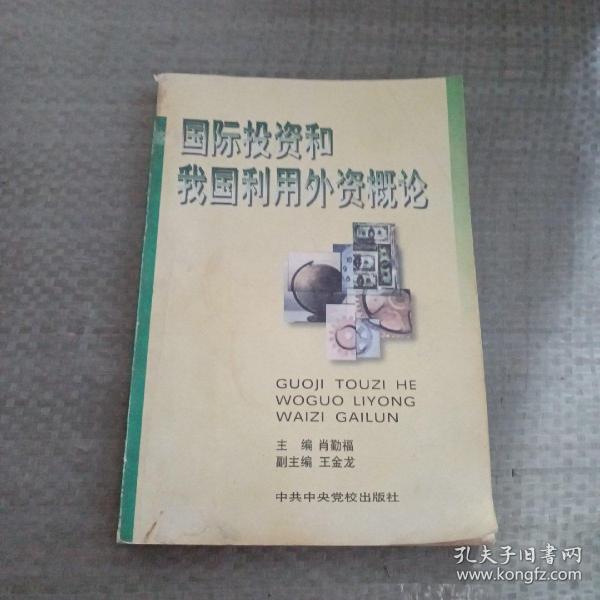 国际投资和
我国利用外资概论
GUOJI TOUZI HE
WOGUO LIYONG
WAIZI GAILUN
主 编 肖勤福
副主编 王金龙
中共中央党校出版社
孔夫子旧书网
www.kongfz.com